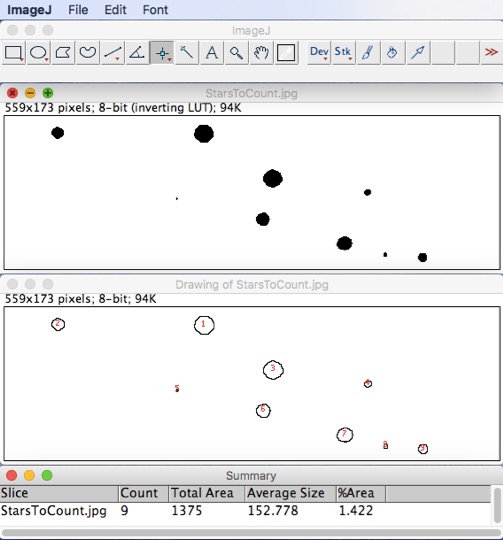 ImageJ File Edit Font
ImageJ
A Dev Stk >>
StarsToCount.jpg
559x173 pixels; 8-bit (inverting LUT); 94K
Drawing of StarsToCount.jpg
559x173 pixels; 8-bit; 94K
2 1
3
5 4
6
7 8 9
Summary
Slice Count Total Area Average Size %Area
StarsToCount.jpg 9 1375 152.778 1.422